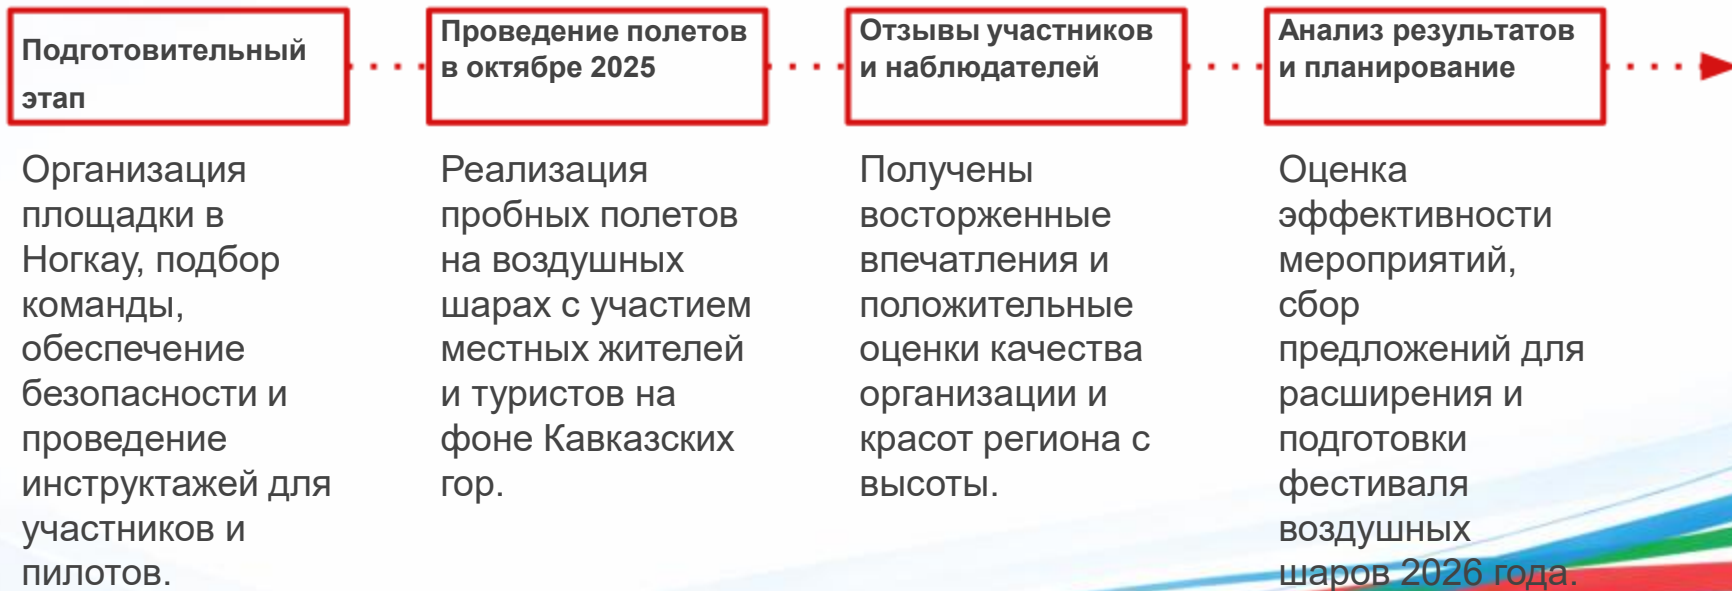 Подготовительный
этап
Организация
площадки в
Ногкау, подбор
команды,
обеспечение
безопасности и
проведение
инструктажей для
участников и
пилотов.
Проведение полетов
в октябре 2025
Реализация
пробных полетов
на воздушных
шарах с участием
местных жителей
и туристов на
фоне Кавказских
гор.
Отзывы участников
и наблюдателей
Получены
восторженные
впечатления и
положительные
оценки качества
организации и
красот региона с
высоты.
Анализ результатов
и планирование
Оценка
эффективности
мероприятий,
сбор
предложений для
расширения и
подготовки
фестиваля
воздушных
шаров 2026 года.